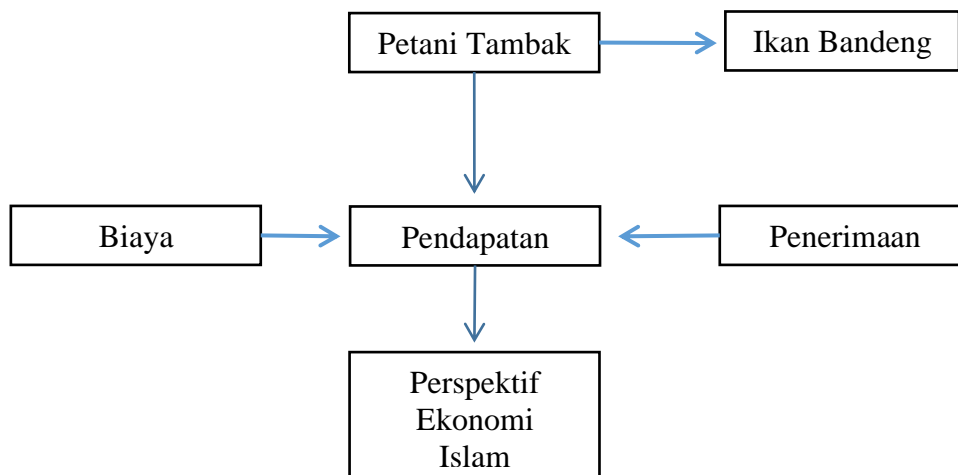 Petani Tambak
Ikan Bandeng
Biaya
Pendapatan
Penerimaan
Perspektif
Ekonomi
Islam